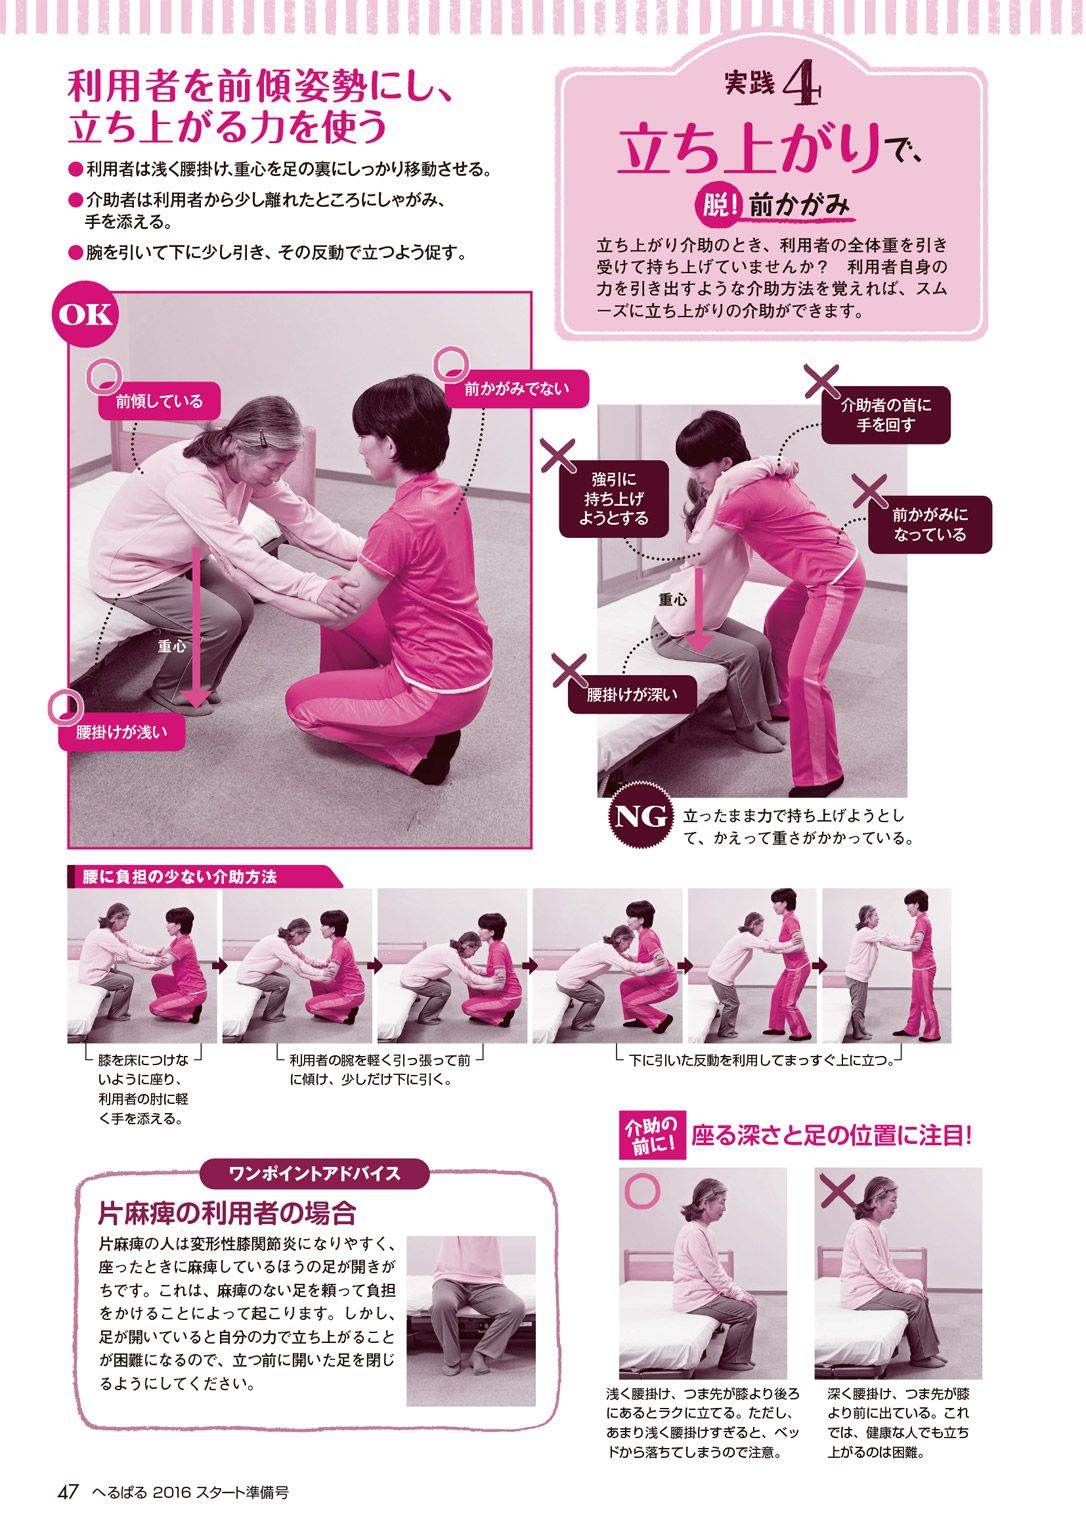 実践4
立ち上がりで、
脱!前かがみ
立ち上がり介助のとき、利用者の全体重を引き
受けて持ち上げていませんか?　利用者自身の
力を引き出すような介助方法を覚えれば、スム
ーズに立ち上がりの介助ができます。
利用者を前傾姿勢にし、
立ち上がる力を使う
●利用者は浅く腰掛け、重心を足の裏にしっかり移動させる。
●介助者は利用者から少し離れたところにしゃがみ、
手を添える。
●腕を引いて下に少し引き、その反動で立つよう促す。
OK
前傾している
前かがみでない
重心
腰掛けが浅い
介助者の首に
手を回す
強引に
持ち上げ
ようとする
前かがみに
なっている
重心
腰掛けが深い
NG
立ったまま力で持ち上げようとし
て、かえって重さがかかっている。
腰に負担の少ない介助方法
膝を床につけな
いように座り、
利用者の肘に軽
く手を添える。
利用者の腕を軽く引っ張って前
に傾け、少しだけ下に引く。
下に引いた反動を利用してまっすぐ上に立つ。
ワンポイントアドバイス
片麻痺の利用者の場合
片麻痺の人は変形性膝関節炎になりやすく、
座ったときに麻痺しているほうの足が開きが
ちです。これは、麻痺のない足を頼って負担
をかけることによって起こります。しかし、
足が開いていると自分の力で立ち上がること
が困難になるので、立つ前に開いた足を閉じ
るようにしてください。
介助の
前に!
座る深さと足の位置に注目!
浅く腰掛け、つま先が膝より後ろ
にあるとラクに立てる。ただし、
あまり浅く腰掛けすぎると、ベッ
ドから落ちてしまうので注意。
深く腰掛け、つま先が膝
より前に出ている。これ
では、健康な人でも立ち
上がるのは困難。
47 へるぱる 2016 スタート準備号